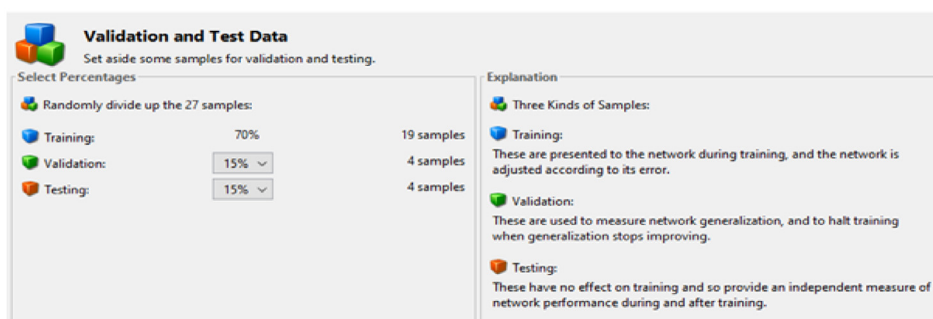 Validation and Test Data
Set aside some samples for validation and testing.
Select Percentages
Randomly divide up the 27 samples:
Training: 70% 19 samples
Validation: 15% 4 samples
Testing: 15% 4 samples
Explanation
Three Kinds of Samples:
Training:
These are presented to the network during training, and the network is
adjusted according to its error.
Validation:
These are used to measure network generalization, and to halt training
when generalization stops improving.
Testing:
These have no effect on training and so provide an independent measure of
network performance during and after training.